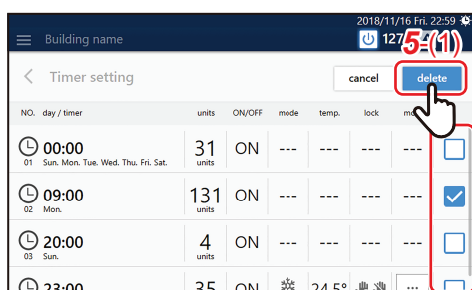 2018/11/16 Fri. 22:59
Building name
127
5-(1)
Timer setting
cancel
delete
NO. day / timer units ON/OFF mode temp. lock
00:00 31 ON --- --- --- ---
01 Sun. Mon. Tue. Wed. Thu. Fri. Sat. units
09:00 131 ON --- --- --- ---
02 Mon. units
20:00 4 ON --- --- --- ---
03 Sun. units
23:00 35 ON 24.5° ...